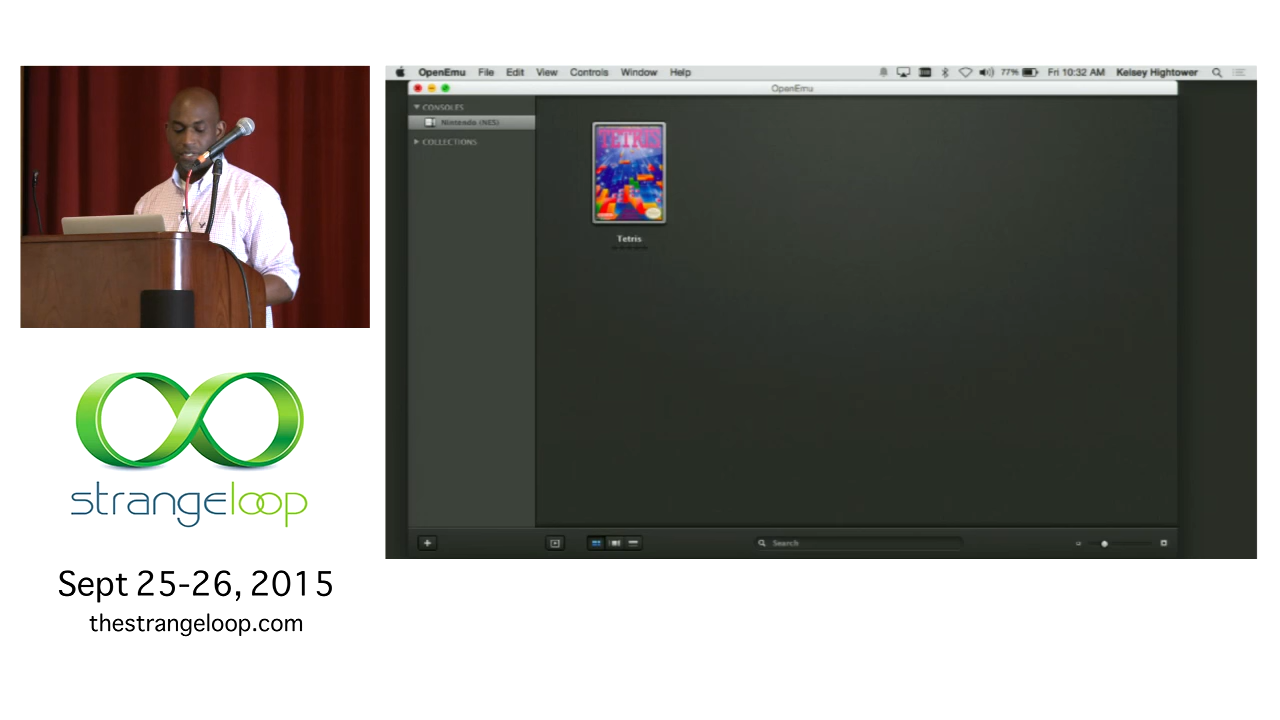 OpenEmu File Edit View Controls Window Help 77% Fri 10:32 AM Kelsey Hightower
OpenEmu
CONSOLES
Nintendo (NES)
COLLECTIONS
TETRIS
Tetris
Search
strangeloop
Sept 25-26, 2015
thestrangeloop.com